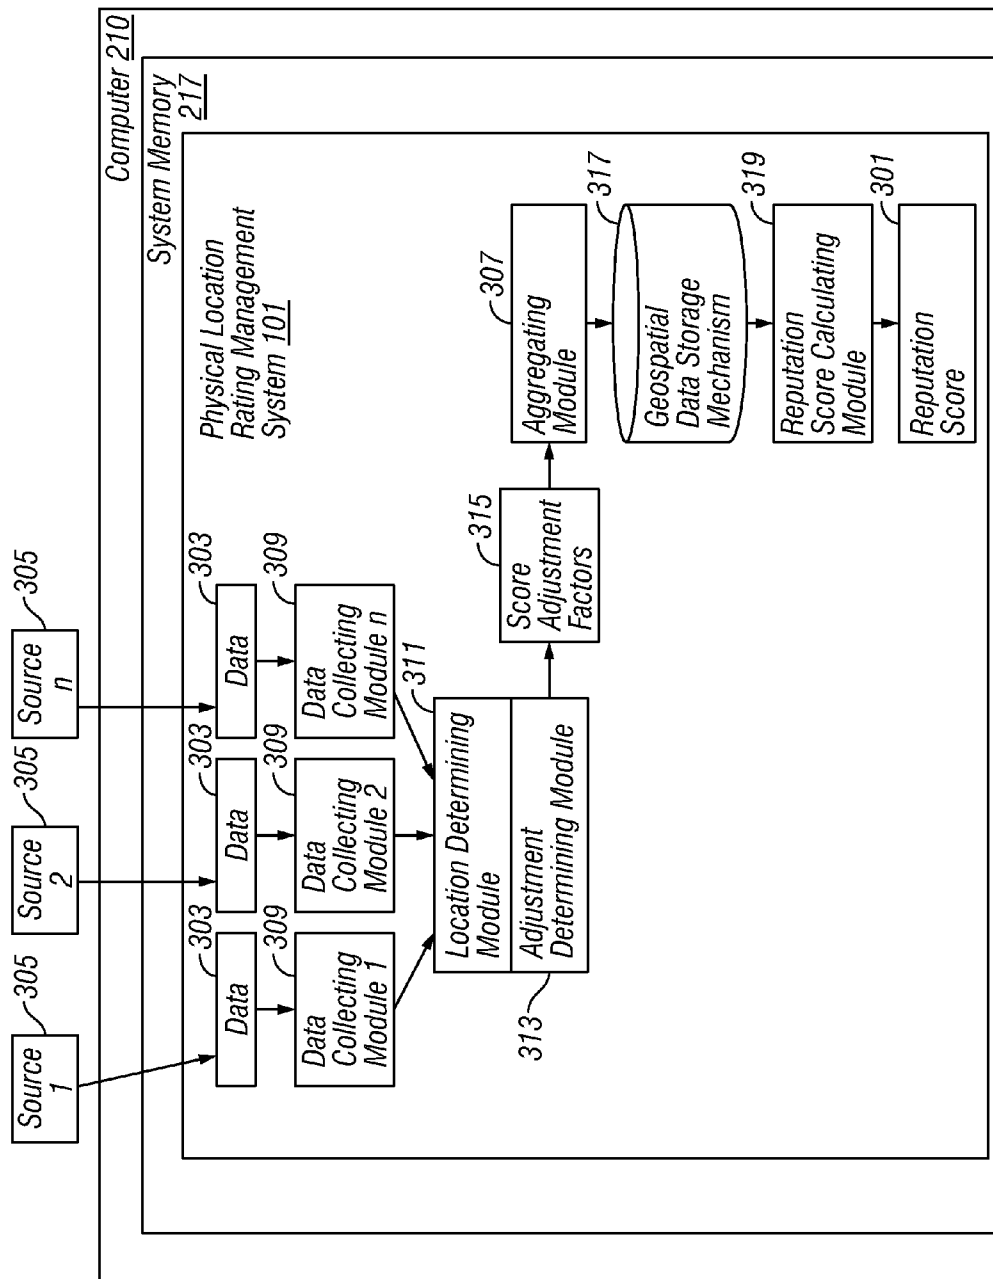 Computer 210
System Memory
217
Physical Location
Rating Management
System 101
Source
1
305
Source
2
305
Source
n
305
Data
303
Data
303
Data
303
Data
Collecting
Module 1
309
Data
Collecting
Module 2
309
Data
Collecting
Module n
309
Location Determining
Module
311
Adjustment
Determining Module
313
Score
Adjustment
Factors
315
Aggregating
Module
307
Geospatial
Data Storage
Mechanism
317
Reputation
Score Calculating
Module
319
Reputation
Score
301